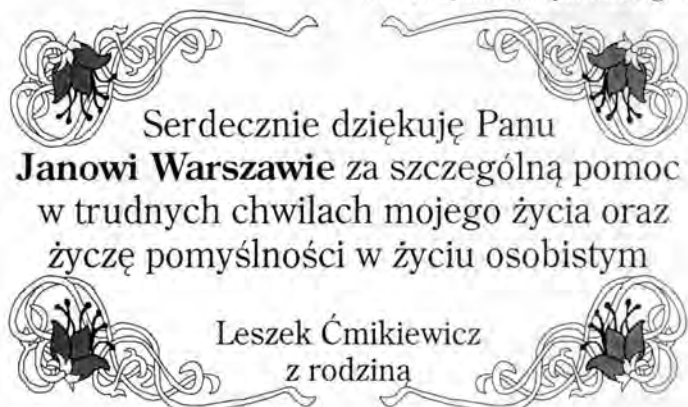 Serdecznie dziękuję Panu
Janowi Warszawie za szczególną pomoc
w trudnych chwilach mojego życia oraz
życzę pomyślności w życiu osobistym
Leszek Ćmikiewicz
z rodziną